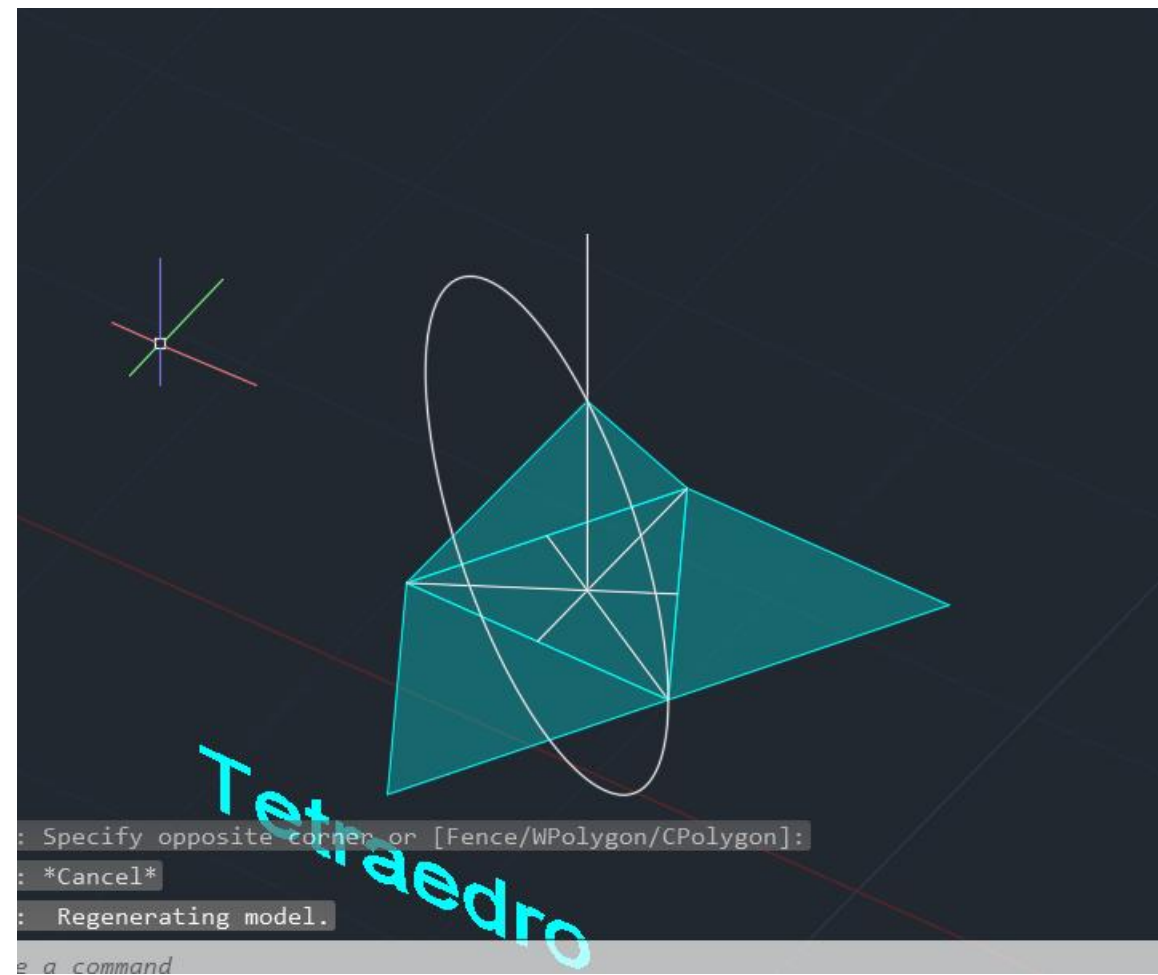 Tetraedro
: Specify opposite corner or [Fence/WPolygon/CPolygon]:
: *Cancel*
: Regenerating model.
e a command